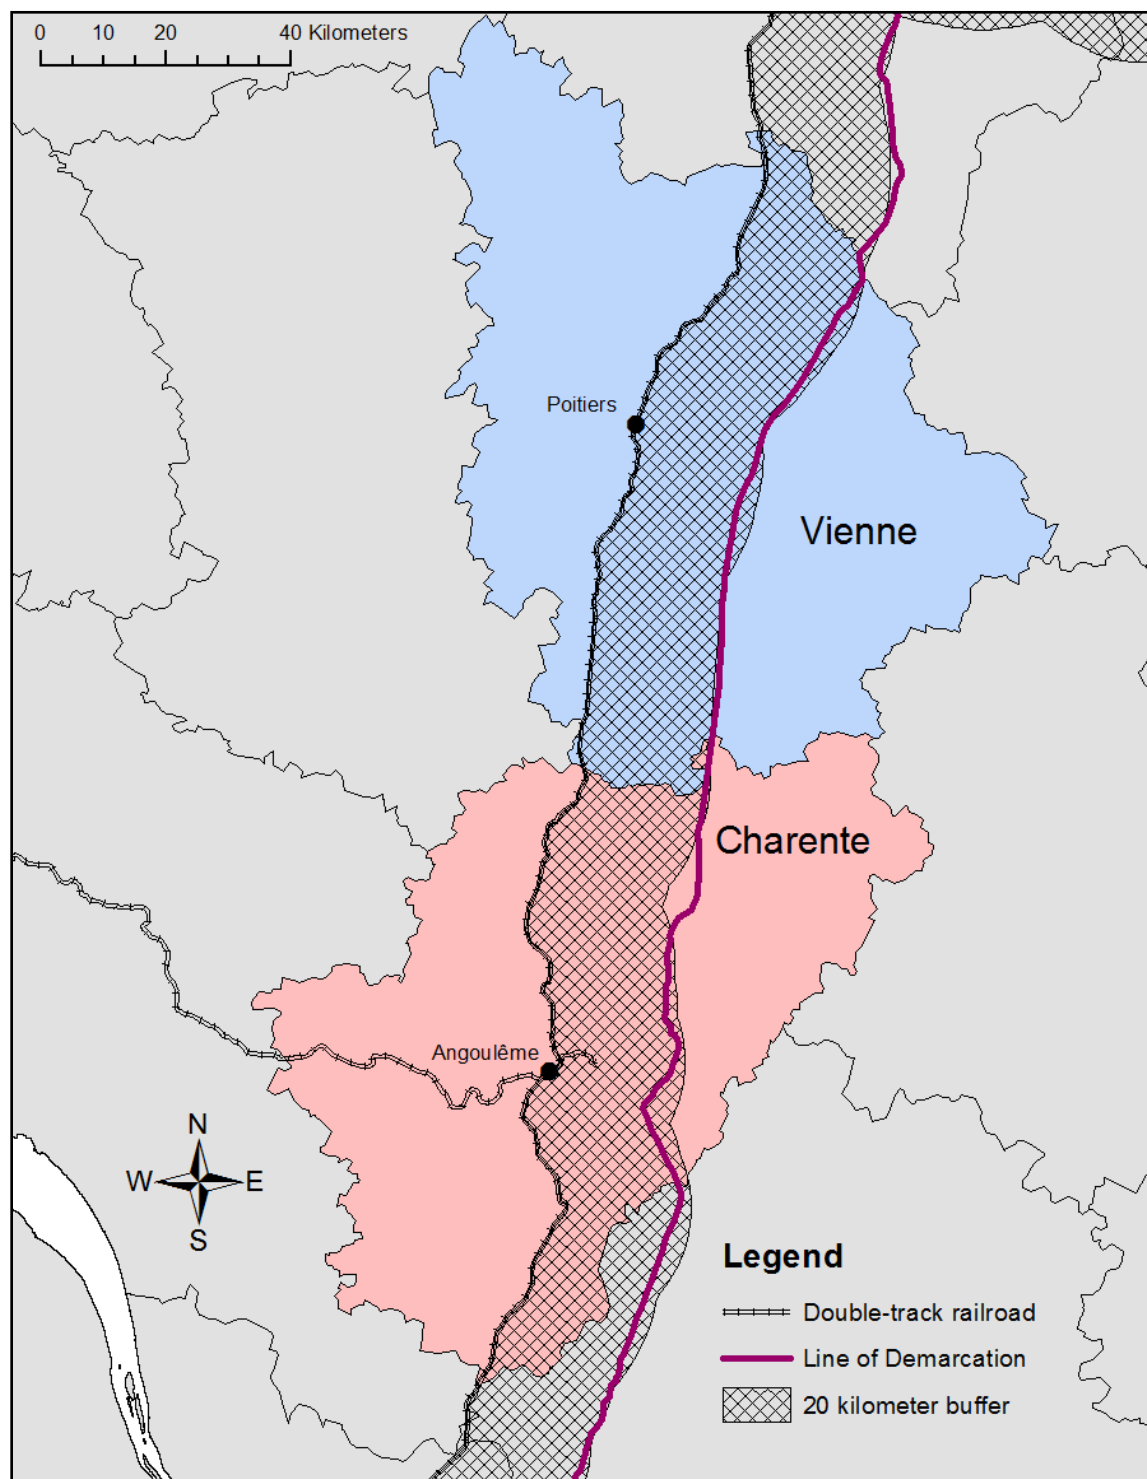 0 10 20 40 Kilometers
Poitiers
Vienne
Charente
Angoulême
N
W E
S
Legend
Double-track railroad
Line of Demarcation
20 kilometer buffer